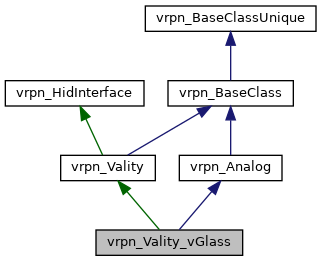 vrpn_BaseClassUnique
vrpn_HidInterface
vrpn_BaseClass
vrpn_Vality
vrpn_Analog
vrpn_Vality_vGlass